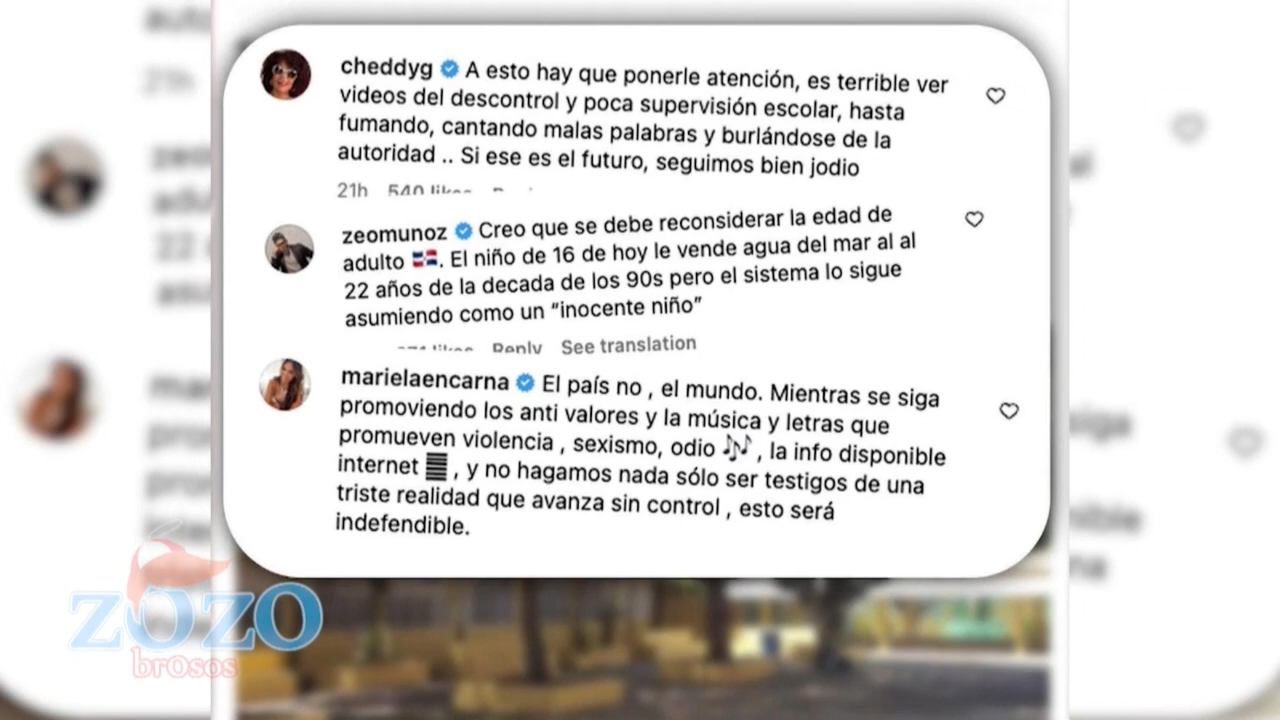 cheddyg A esto hay que ponerle atención, es terrible ver
videos del descontrol y poca supervisión escolar, hasta
fumando, cantando malas palabras y burlándose de la
autoridad .. Si ese es el futuro, seguimos bien jodio
21h 540 likes
zeomunoz Creo que se debe reconsiderar la edad de
adulto 🇩🇴. El niño de 16 de hoy le vende agua del mar al al
22 años de la decada de los 90s pero el sistema lo sigue
asumiendo como un “inocente niño”
likes Reply See translation
marielaencarna El país no , el mundo. Mientras se siga
promoviendo los anti valores y la música y letras que
promueven violencia , sexismo, odio 🎶 , la info disponible
internet , y no hagamos nada sólo ser testigos de una
triste realidad que avanza sin control , esto será
indefendible.
zozo
brosos